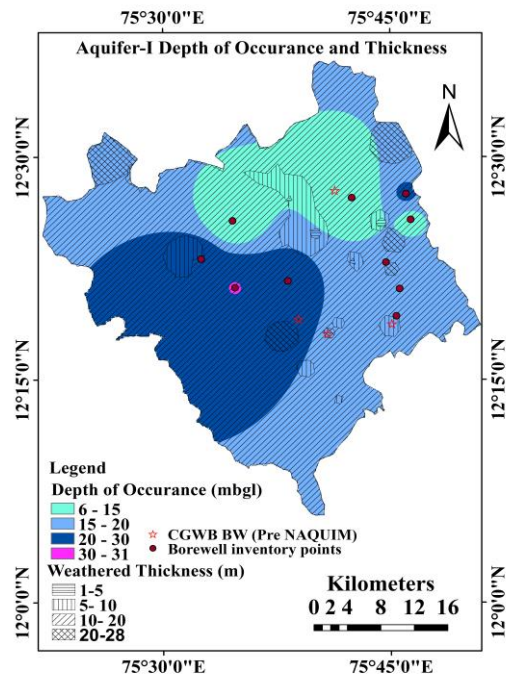 75°30'0"E 75°45'0"E
Aquifer-I Depth of Occurance and Thickness
N
12°30'0"N 12°30'0"N
12°15'0"N 12°15'0"N
Legend
Depth of Occurance (mbgl)
6 - 15
15 - 20
20 - 30
30 - 31
CGWB BW (Pre NAQUIM)
Borewell inventory points
Weathered Thickness (m)
1-5
5- 10
10- 20
20-28
Kilometers
0 2 4 8 12 16
12°0'0"N 12°0'0"N
75°30'0"E 75°45'0"E